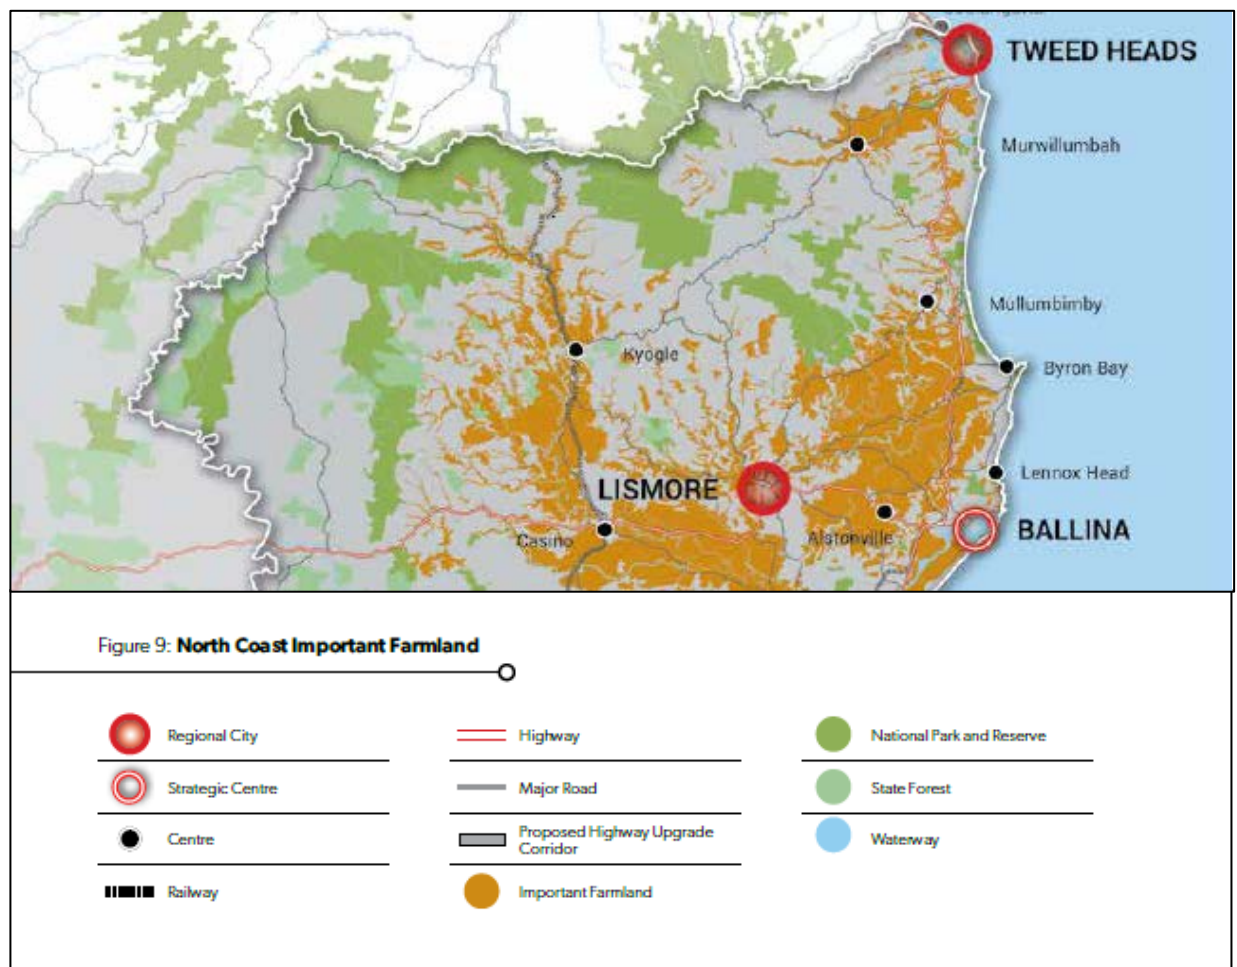 TWEED HEADS
Murwillumbah
Mullumbimby
Kyogle
Byron Bay
Lennox Head
LISMORE
BALLINA
Casino
Alstonville
Figure 9: North Coast Important Farmland
Regional City
Highway
National Park and Reserve
Strategic Centre
Major Road
State Forest
Centre
Proposed Highway Upgrade
Corridor
Waterway
Railway
Important Farmland